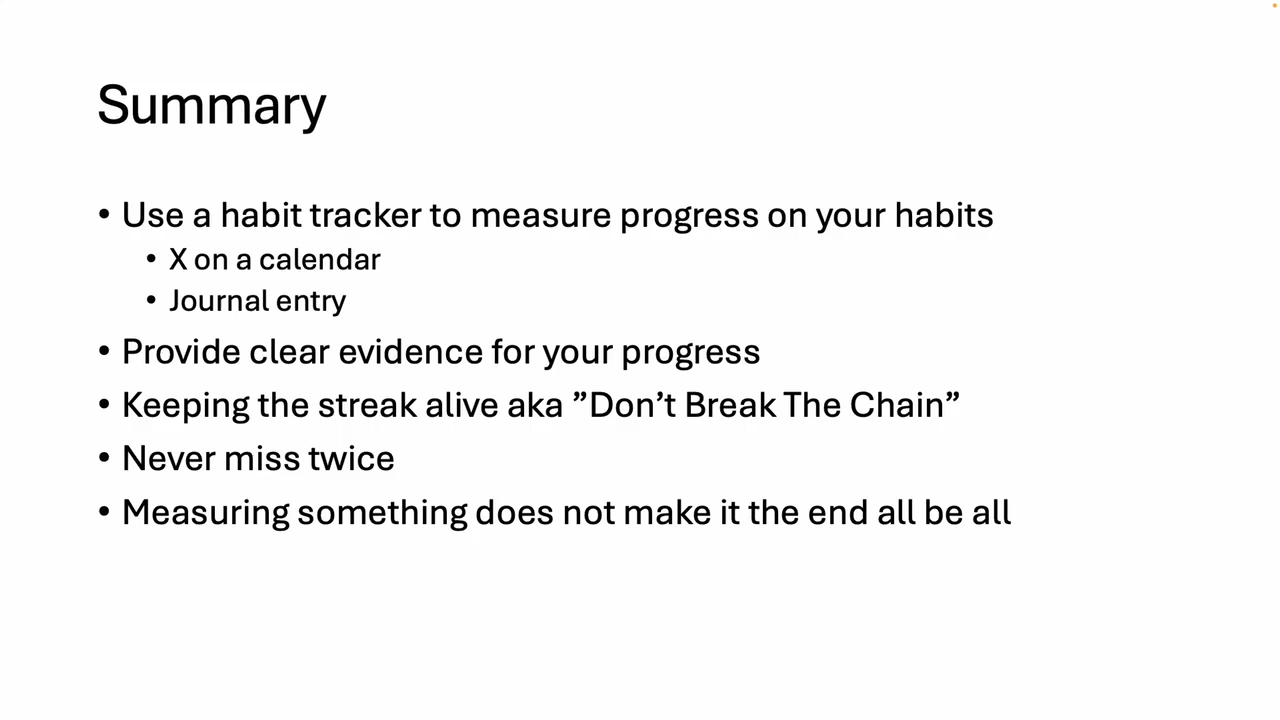 Summary
• Use a habit tracker to measure progress on your habits
• X on a calendar
• Journal entry
• Provide clear evidence for your progress
• Keeping the streak alive aka ”Don’t Break The Chain”
• Never miss twice
• Measuring something does not make it the end all be all